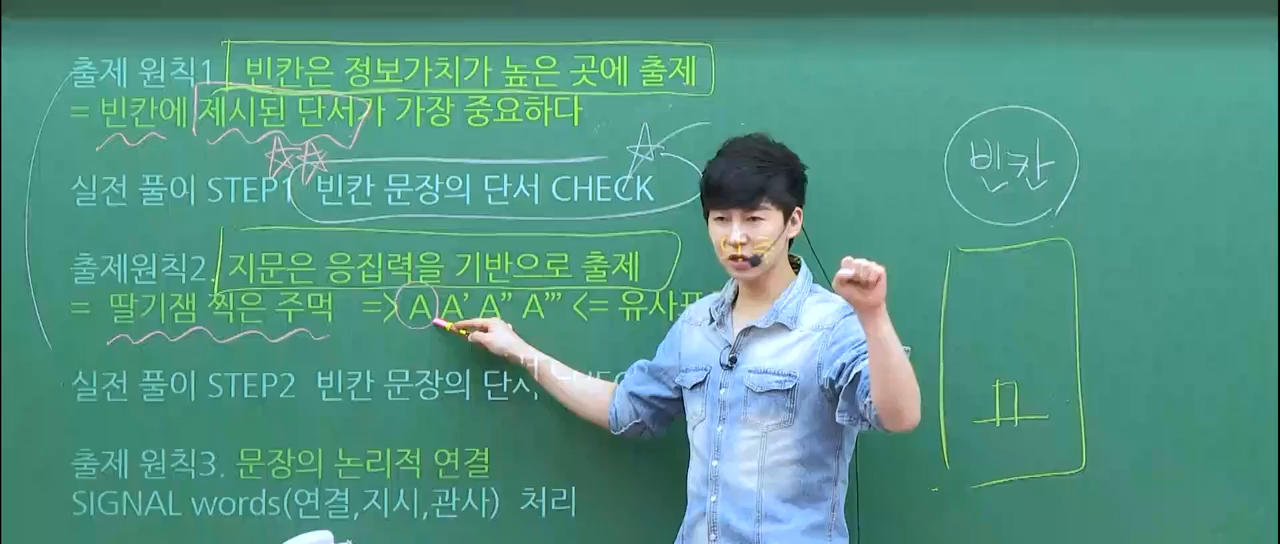 출제 원칙1. 빈칸은 정보가치가 높은 곳에 출제
= 빈칸에 제시된 단서가 가장 중요하다
실전 풀이 STEP1 빈칸 문장의 단서 CHECK
출제원칙2. 지문은 응집력을 기반으로 출제
= 딸기잼 찍은 주먹 => A A' A'' A''' <= 유사표
실전 풀이 STEP2 빈칸 문장의 단서
출제 원칙3. 문장의 논리적 연결
SIGNAL words(연결,지시,관사) 처리
빈칸